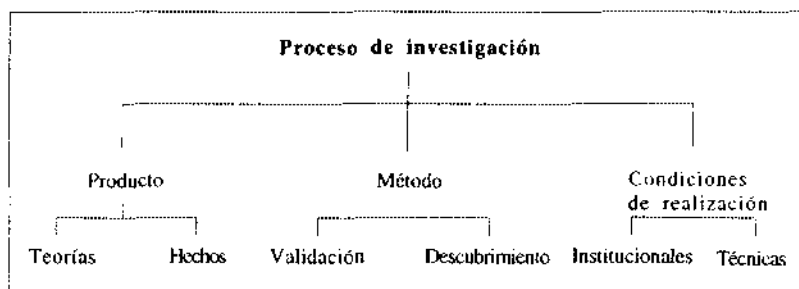 Proceso de investigación
Producto Método Condiciones de realización
Teorías Hechos Validación Descubrimiento Institucionales Técnicas